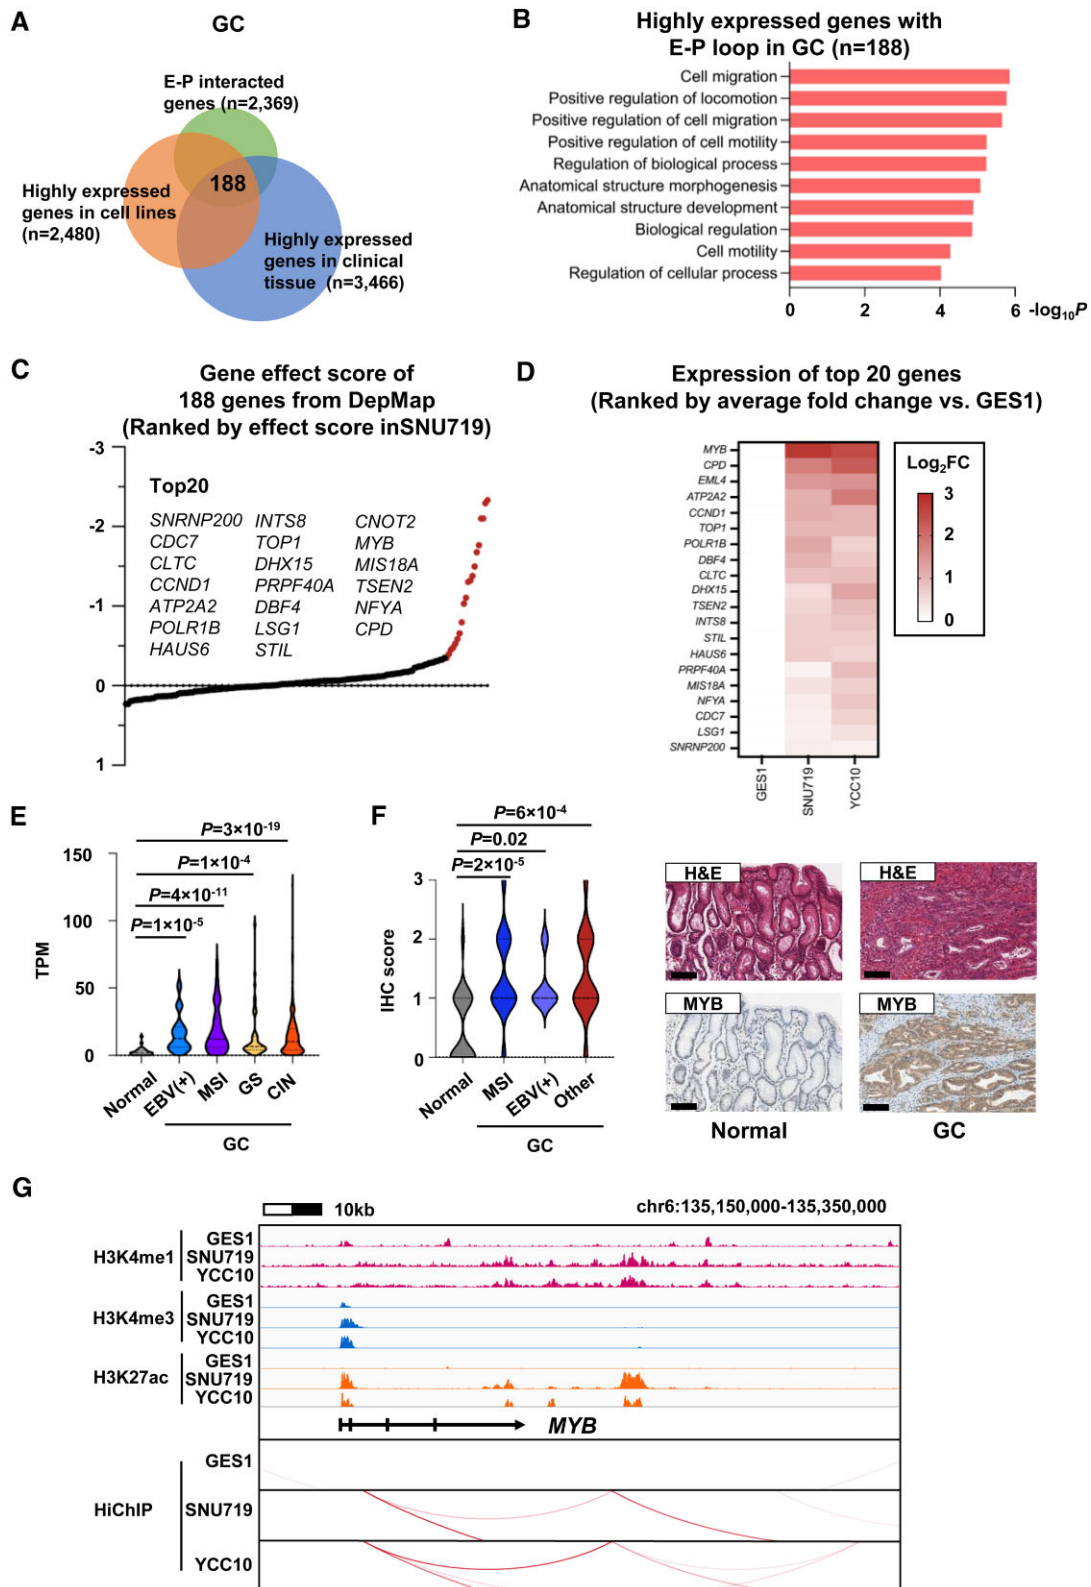 A
GC
E-P interacted
genes (n=2,369)
188
Highly expressed
genes in cell lines
(n=2,480)
Highly expressed
genes in clinical
tissue (n=3,466)
B
Highly expressed genes with
E-P loop in GC (n=188)
Cell migration
Positive regulation of locomotion
Positive regulation of cell migration
Positive regulation of cell motility
Regulation of biological process
Anatomical structure morphogenesis
Anatomical structure development
Biological regulation
Cell motility
Regulation of cellular process
0 2 4 6 -log₁₀P
C
Gene effect score of
188 genes from DepMap
(Ranked by effect score inSNU719)
-3
-2
-1
0
1
Top20
SNRNP200 INTS8 CNOT2
CDC7 TOP1 MYB
CLTC DHX15 MIS18A
CCND1 PRPF40A TSEN2
ATP2A2 DBF4 NFYA
POLR1B LSG1 CPD
HAUS6 STIL
D
Expression of top 20 genes
(Ranked by average fold change vs. GES1)
MYB
CPD
EML4
ATP2A2
CCND1
TOP1
POLR1B
DBF4
CLTC
DHX15
TSEN2
INTS8
STIL
HAUS6
PRPF40A
MIS18A
NFYA
CDC7
LSG1
SNRNP200
GES1
SNU719
YCC10
Log₂FC
3
2
1
0
E
P=3×10⁻¹⁹
P=1×10⁻⁴
P=4×10⁻¹¹
P=1×10⁻⁵
TPM
150
100
50
0
Normal
EBV(+)
MSI
GS
CIN
GC
F
P=6×10⁻⁴
P=0.02
P=2×10⁻⁵
IHC score
3
2
1
0
Normal
MSI
EBV(+)
Other
GC
H&E
H&E
MYB
MYB
Normal
GC
G
10kb
chr6:135,150,000-135,350,000
H3K4me1
GES1
SNU719
YCC10
H3K4me3
GES1
SNU719
YCC10
H3K27ac
GES1
SNU719
YCC10
MYB
HiChIP
GES1
SNU719
YCC10